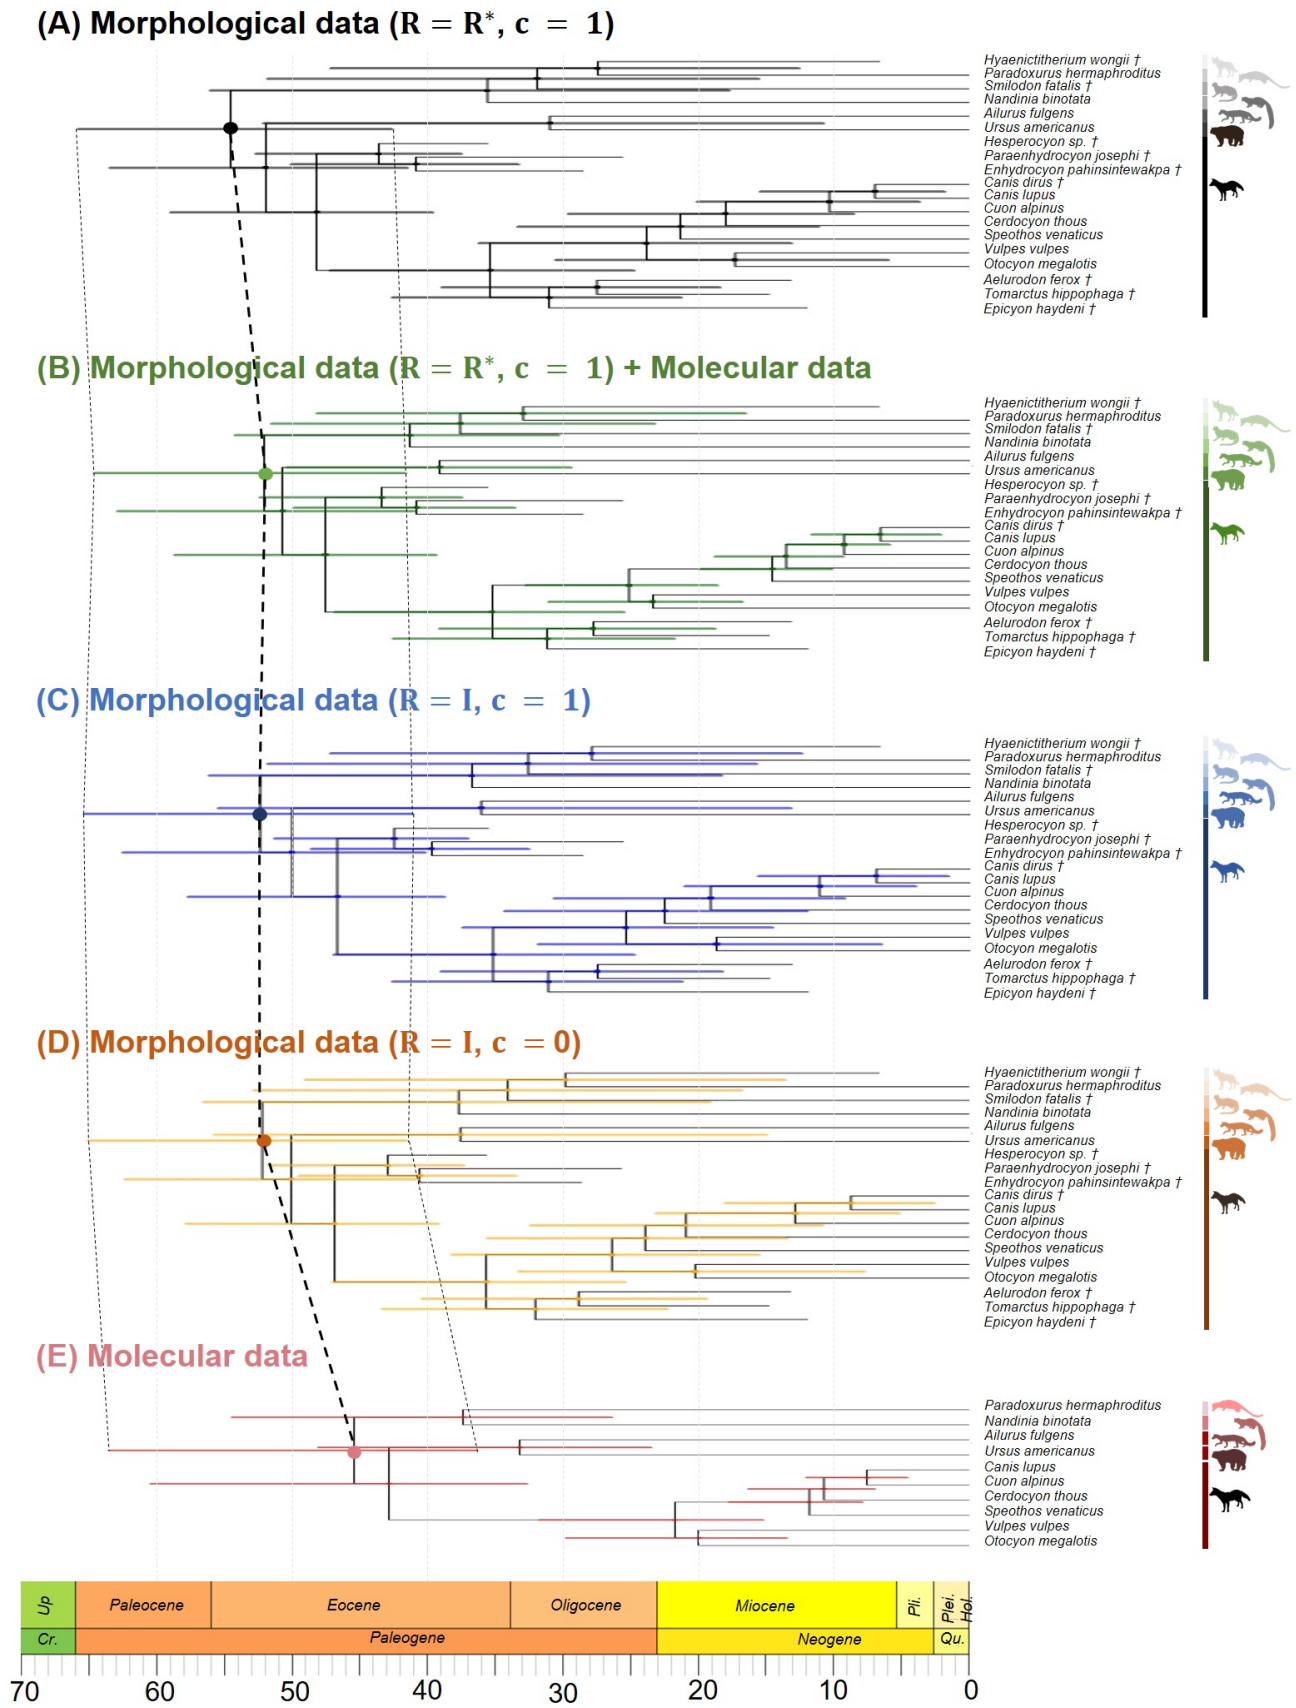 (A) Morphological data (R = R*, c = 1)
Hyaenictitherium wongii †
Paradoxurus hermaphroditus
Smilodon fatalis †
Nandinia binotata
Ailurus fulgens
Ursus americanus
Hesperocyon sp. †
Paraenhydrocyon josephi †
Enhydrocyon pahinsintewakpa †
Canis dirus †
Canis lupus
Cuon alpinus
Cerdocyon thous
Speothos venaticus
Vulpes vulpes
Otocyon megalotis
Aelurodon ferox †
Tomarctus hippophaga †
Epicyon haydeni †
(B) Morphological data (R = R*, c = 1) + Molecular data
Hyaenictitherium wongii †
Paradoxurus hermaphroditus
Smilodon fatalis †
Nandinia binotata
Ailurus fulgens
Ursus americanus
Hesperocyon sp. †
Paraenhydrocyon josephi †
Enhydrocyon pahinsintewakpa †
Canis dirus †
Canis lupus
Cuon alpinus
Cerdocyon thous
Speothos venaticus
Vulpes vulpes
Otocyon megalotis
Aelurodon ferox †
Tomarctus hippophaga †
Epicyon haydeni †
(C) Morphological data (R = I, c = 1)
Hyaenictitherium wongii †
Paradoxurus hermaphroditus
Smilodon fatalis †
Nandinia binotata
Ailurus fulgens
Ursus americanus
Hesperocyon sp. †
Paraenhydrocyon josephi †
Enhydrocyon pahinsintewakpa †
Canis dirus †
Canis lupus
Cuon alpinus
Cerdocyon thous
Speothos venaticus
Vulpes vulpes
Otocyon megalotis
Aelurodon ferox †
Tomarctus hippophaga †
Epicyon haydeni †
(D) Morphological data (R = I, c = 0)
Hyaenictitherium wongii †
Paradoxurus hermaphroditus
Smilodon fatalis †
Nandinia binotata
Ailurus fulgens
Ursus americanus
Hesperocyon sp. †
Paraenhydrocyon josephi †
Enhydrocyon pahinsintewakpa †
Canis dirus †
Canis lupus
Cuon alpinus
Cerdocyon thous
Speothos venaticus
Vulpes vulpes
Otocyon megalotis
Aelurodon ferox †
Tomarctus hippophaga †
Epicyon haydeni †
(E) Molecular data
Paradoxurus hermaphroditus
Nandinia binotata
Ailurus fulgens
Ursus americanus
Canis lupus
Cuon alpinus
Cerdocyon thous
Speothos venaticus
Vulpes vulpes
Otocyon megalotis
Up Paleocene Eocene Oligocene Miocene Pli. Plei. Hol.
Cr. Paleogene Neogene Qu.
70 60 50 40 30 20 10 0